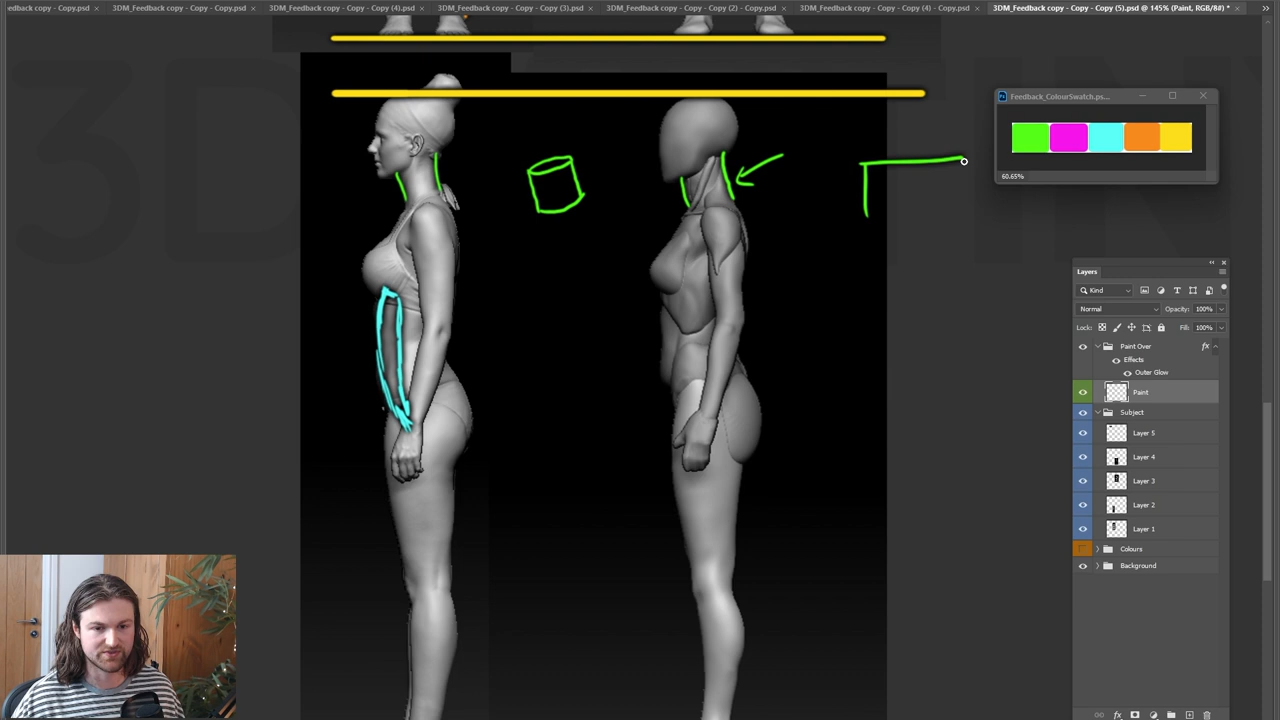 eedback copy - Copy.psd ×
3DM_Feedback copy - Copy.psd ×
3DM_Feedback copy - Copy (4).psd ×
3DM_Feedback copy - Copy (3).psd ×
3DM_Feedback copy - Copy (2) - Copy.psd ×
3DM_Feedback copy - Copy (4) - Copy.psd ×
3DM_Feedback copy - Copy (5).psd @ 145% (Paint, RGB/8#) * ×
Feedback_ColourSwatch.ps...
60.65%
Layers
Kind
Normal
Opacity: 100%
Lock:
Fill: 100%
Paint Over
fx
Effects
Outer Glow
Paint
Subject
Layer 5
Layer 4
Layer 3
Layer 2
Layer 1
Colours
Background
fx